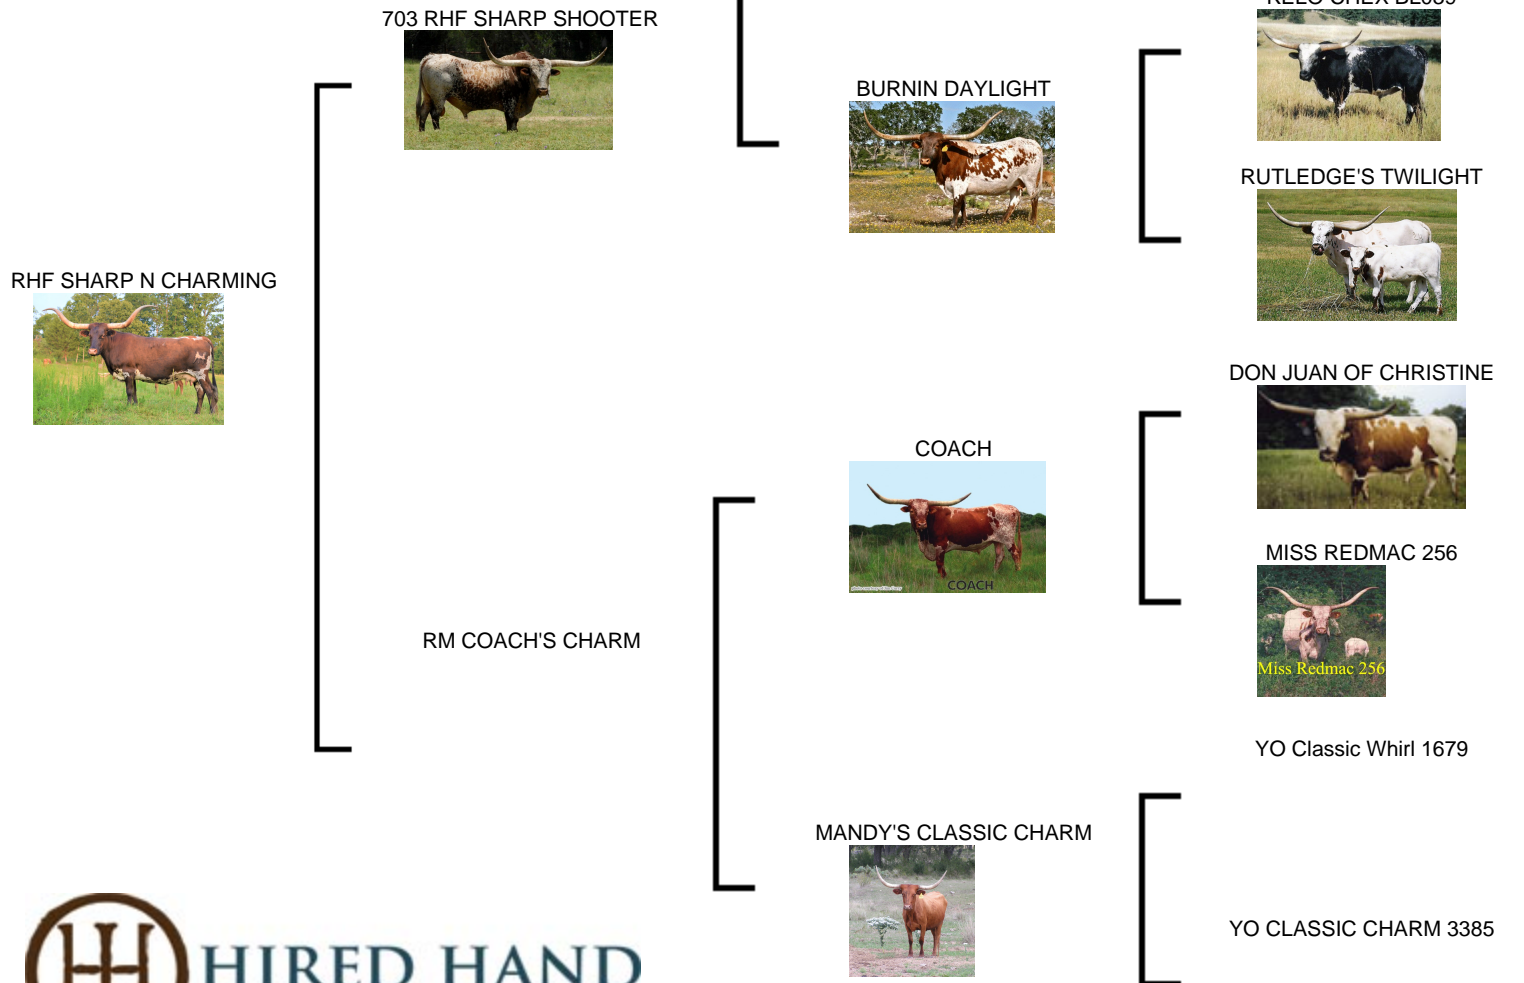 703 RHF SHARP SHOOTER
BURNIN DAYLIGHT
RUTLEDGE'S TWILIGHT
RHF SHARP N CHARMING
DON JUAN OF CHRISTINE
COACH
COACH
MISS REDMAC 256
Miss Redmac 256
RM COACH'S CHARM
YO Classic Whirl 1679
MANDY'S CLASSIC CHARM
YO CLASSIC CHARM 3385
HIRED HAND